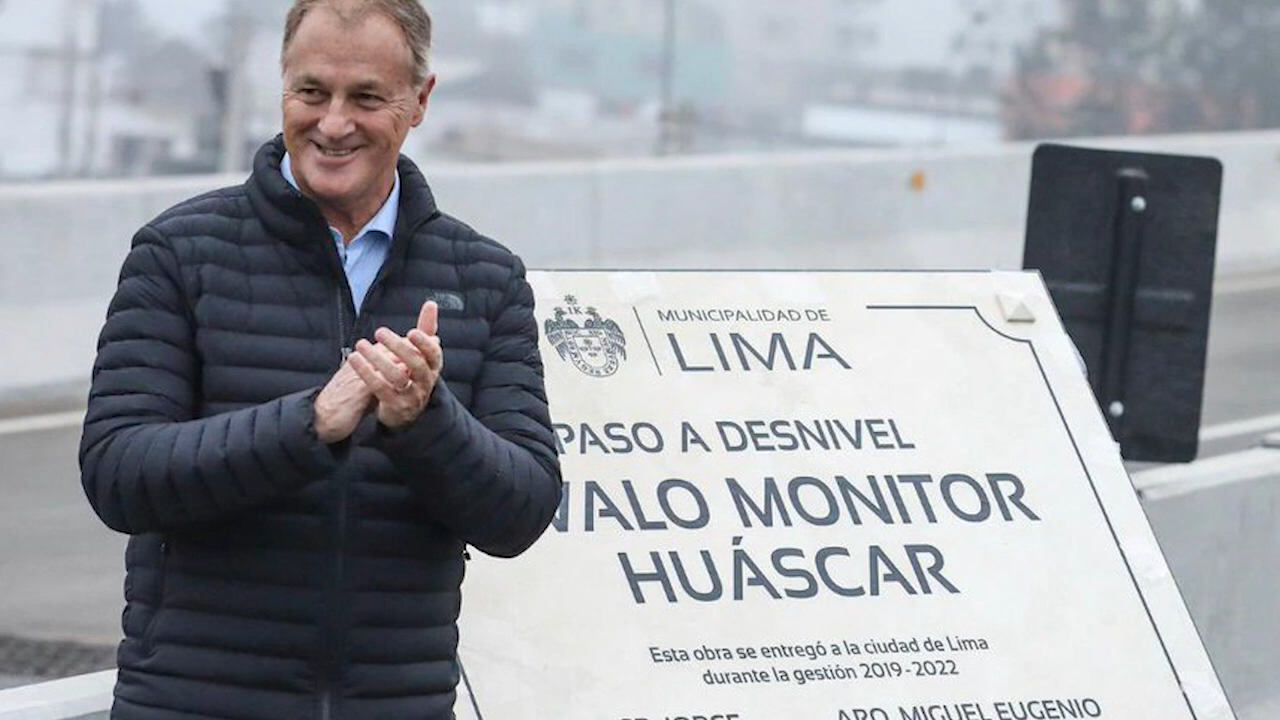 MUNICIPALIDAD DE
LIMA
PASO A DESNIVEL
MONITOR
HUÁSCAR
Esta obra se entregó a la ciudad de Lima
durante la gestión 2019-2022
JORGE ARQ. MIGUEL EUGENIO